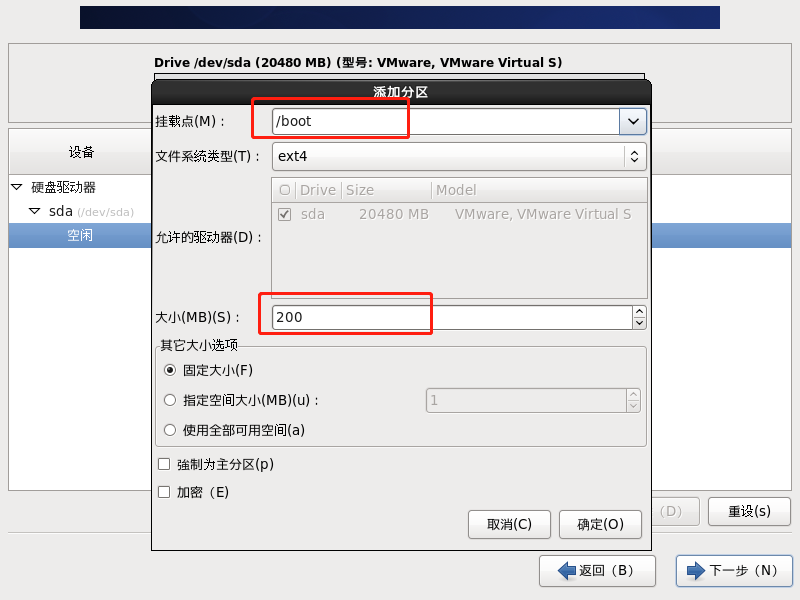 Drive /dev/sda (20480 MB) (型号: VMware, VMware Virtual S)
添加分区
挂载点(M)：
/boot
文件系统类型(T)：
ext4
设备
Drive Size Model
硬盘驱动器
sda 20480 MB VMware, VMware Virtual S
sda (/dev/sda)
空闲
允许的驱动器(D)：
大小(MB)(S)：
200
其它大小选项
固定大小(F)
指定空间大小(MB)(u)：
1
使用全部可用空间(a)
強制为主分区(p)
加密（E)
取消(C)
确定(O)
(D)
重设(s)
返回（B）
下一步（N）